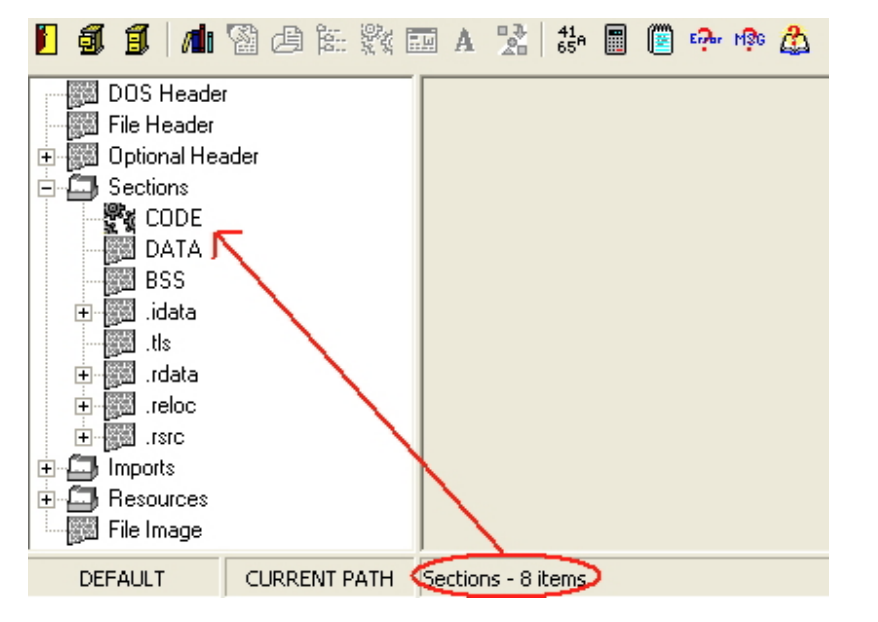 41
65A
Error
MSG
DOS Header
File Header
Optional Header
Sections
CODE
DATA
BSS
.idata
.tls
.rdata
.reloc
.rsrc
Imports
Resources
File Image
DEFAULT
CURRENT PATH
Sections - 8 items